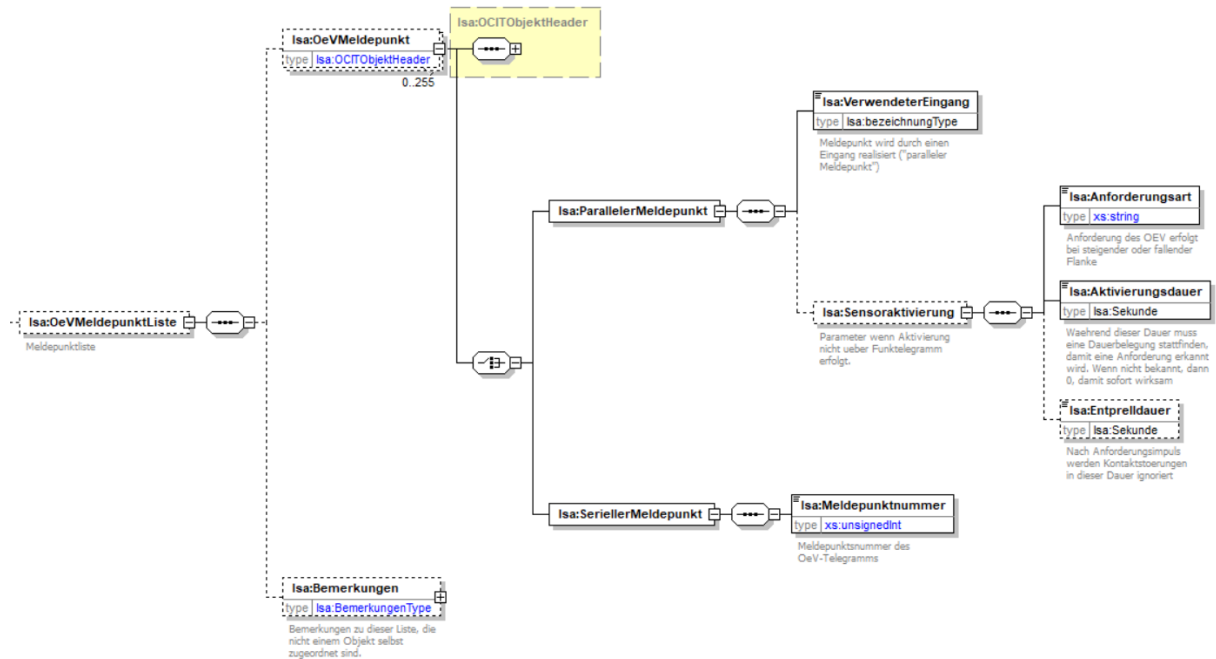 lsa:OCITObjektHeader
lsa:OeVMeldepunkt
type lsa:OCITObjektHeader
0..255
lsa:VerwendeterEingang
type lsa:bezeichnungType
Meldepunkt wird durch einen
Eingang realisiert ("paralleler
Meldepunkt")
lsa:ParallelerMeldepunkt
lsa:Anforderungsart
type xs:string
Anforderung des OEV erfolgt
bei steigender oder fallender
Flanke
lsa:OeVMeldepunktListe
Meldepunktliste
lsa:Sensoraktivierung
Parameter wenn Aktivierung
nicht ueber Funktelegramm
erfolgt.
lsa:Aktivierungsdauer
type lsa:Sekunde
Waehrend dieser Dauer muss
eine Dauerbelegung stattfinden,
damit eine Anforderung erkannt
wird. Wenn nicht bekannt, dann
0, damit sofort wirksam
lsa:Entprelldauer
type lsa:Sekunde
Nach Anforderungsimpuls
werden Kontaktstoerungen
in dieser Dauer ignoriert
lsa:SeriellerMeldepunkt
lsa:Meldepunktnummer
type xs:unsignedInt
Meldepunktsnummer des
OeV-Telegramms
lsa:Bemerkungen
type lsa:BemerkungenType
Bemerkungen zu dieser Liste, die
nicht einem Objekt selbst
zugeordnet sind.